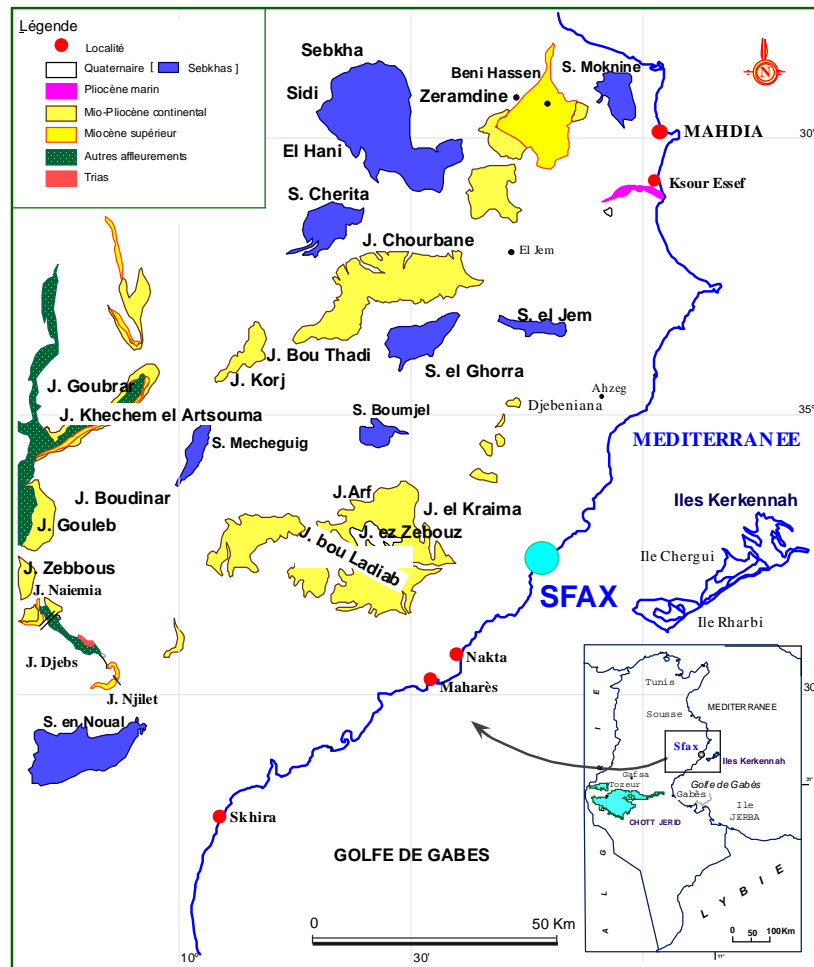 Légende
Localité
Quaternaire [ Sebkhas ]
Pliocène marin
Mio-Pliocène continental
Miocène supérieur
Autres affleurements
Trias
Sebkha
Sidi
El Hani
Beni Hassen
S. Moknine
Zeramdine
N
MAHDIA
30'
Ksour Essef
S. Cherita
J. Chourbane
El Jem
S. el Jem
J. Bou Thadi
J. Korj
S. el Ghorra
J. Goubrar
Ahzeg
Djebeniana
J. Khechem el Artsouma
S. Boumjel
35°
S. Mecheguig
MEDITERRANEE
J. Boudinar
J.Arf
Iles Kerkennah
J. Gouleb
J. el Kraima
J. ez Zebouz
J. bou Ladiab
Ile Chergui
J. Zebbous
J. Naiemia
SFAX
Ile Rharbi
J. Djebs
Nakta
Maharès
J. Njilet
30'
S. en Noual
Skhira
GOLFE DE GABES
0 50 Km
10° 30' 11°
Tunis
Sousse
MEDITERRANEE
Sfax
Iles Kerkennah
Gafsa
Tozeur
Golfe de Gabès
Gabès
Ile
JERBA
CHOTT JERID
ALGERIE
LYBIE
0 50 100Km